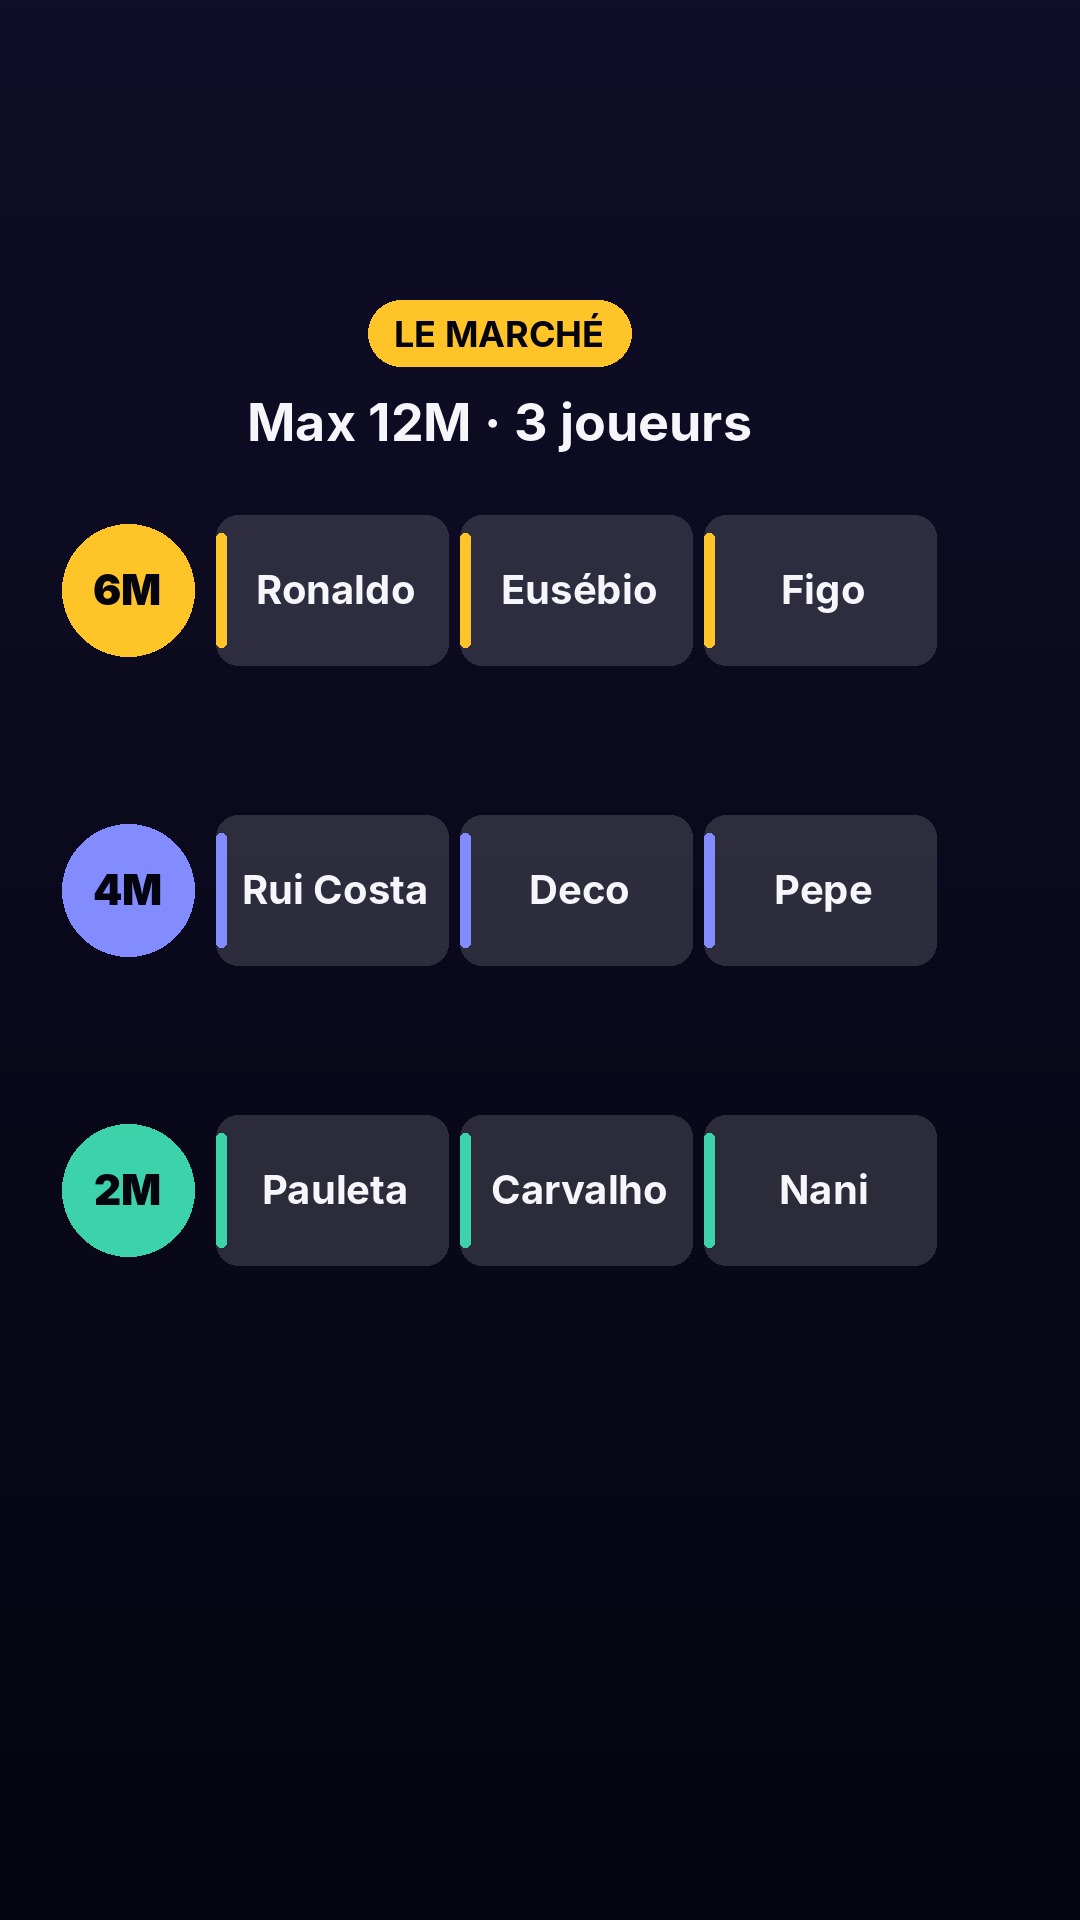 LE MARCHÉ
Max 12M · 3 joueurs
6M Ronaldo Eusébio Figo
4M Rui Costa Deco Pepe
2M Pauleta Carvalho Nani